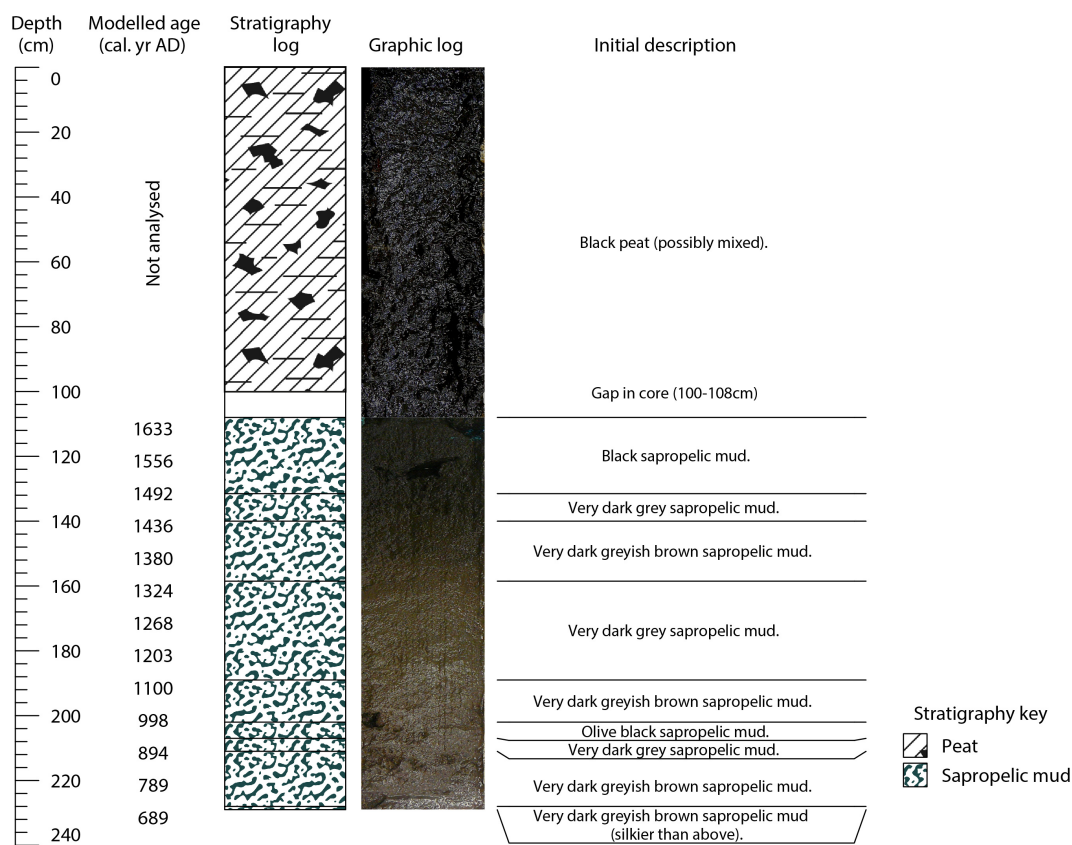 Depth
(cm)
Modelled age
(cal. yr AD)
Stratigraphy
log
Graphic log
Initial description
0
20
40
60
80
100
120
140
160
180
200
220
240
Not analysed
1633
1556
1492
1436
1380
1324
1268
1203
1100
998
894
789
689
Black peat (possibly mixed).
Gap in core (100-108cm)
Black sapropelic mud.
Very dark grey sapropelic mud.
Very dark greyish brown sapropelic mud.
Very dark grey sapropelic mud.
Very dark greyish brown sapropelic mud.
Olive black sapropelic mud.
Very dark grey sapropelic mud.
Very dark greyish brown sapropelic mud.
Very dark greyish brown sapropelic mud
(silkier than above).
Stratigraphy key
Peat
Sapropelic mud